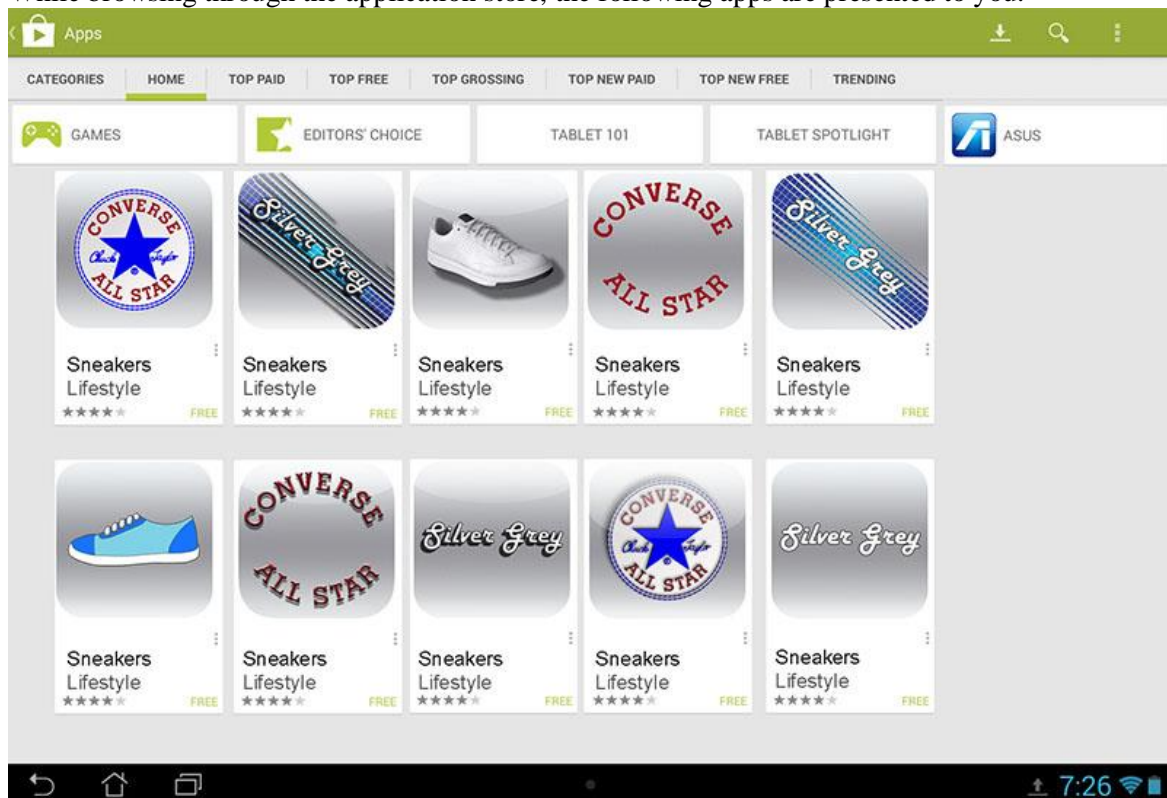 While browsing through the application store, the following apps are presented to you:
Apps
CATEGORIES HOME TOP PAID TOP FREE TOP GROSSING TOP NEW PAID TOP NEW FREE TRENDING
GAMES EDITORS' CHOICE TABLET 101 TABLET SPOTLIGHT ASUS
CONVERSE
Chuck Taylor
®
ALL STAR
Silver Grey
CONVERSE
ALL STAR
Silver Grey
Sneakers Sneakers Sneakers Sneakers Sneakers
Lifestyle Lifestyle Lifestyle Lifestyle Lifestyle
FREE FREE FREE FREE FREE
CONVERSE
ALL STAR
Silver Grey
CONVERSE
Chuck Taylor
®
ALL STAR
Silver Grey
Sneakers Sneakers Sneakers Sneakers Sneakers
Lifestyle Lifestyle Lifestyle Lifestyle Lifestyle
FREE FREE FREE FREE FREE
7:26